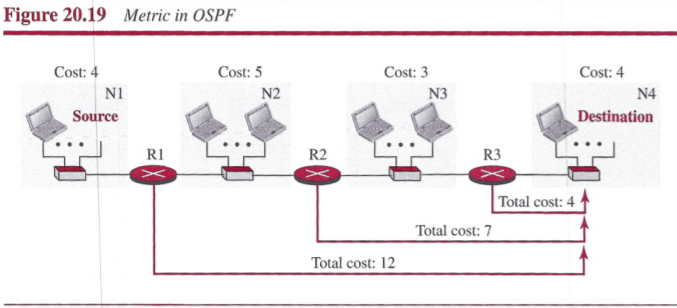 Figure 20.19 Metric in OSPF
Cost: 4 Cost: 5 Cost: 3 Cost: 4
N1 N2 N3 N4
Source Destination
R1 R2 R3
Total cost: 4
Total cost: 7
Total cost: 12